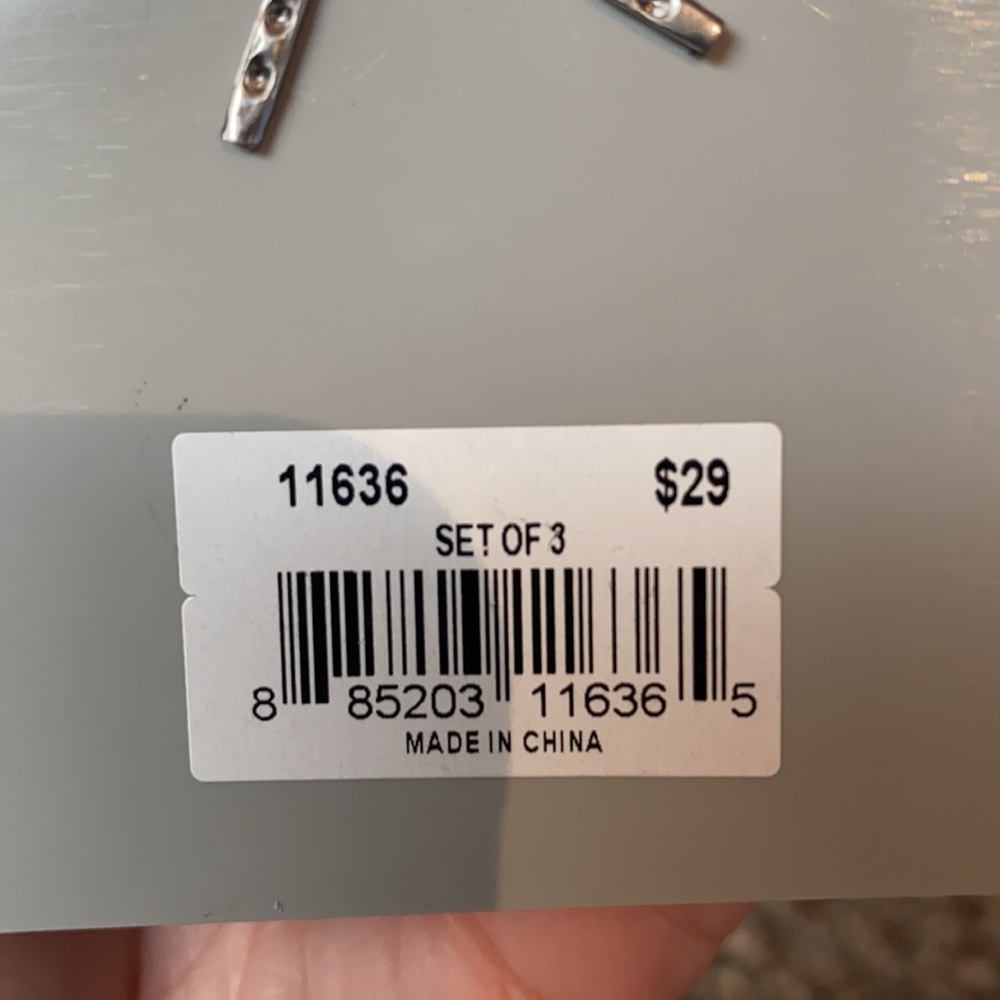 11636 $29
SET OF 3
8 85203 11636 5
MADE IN CHINA